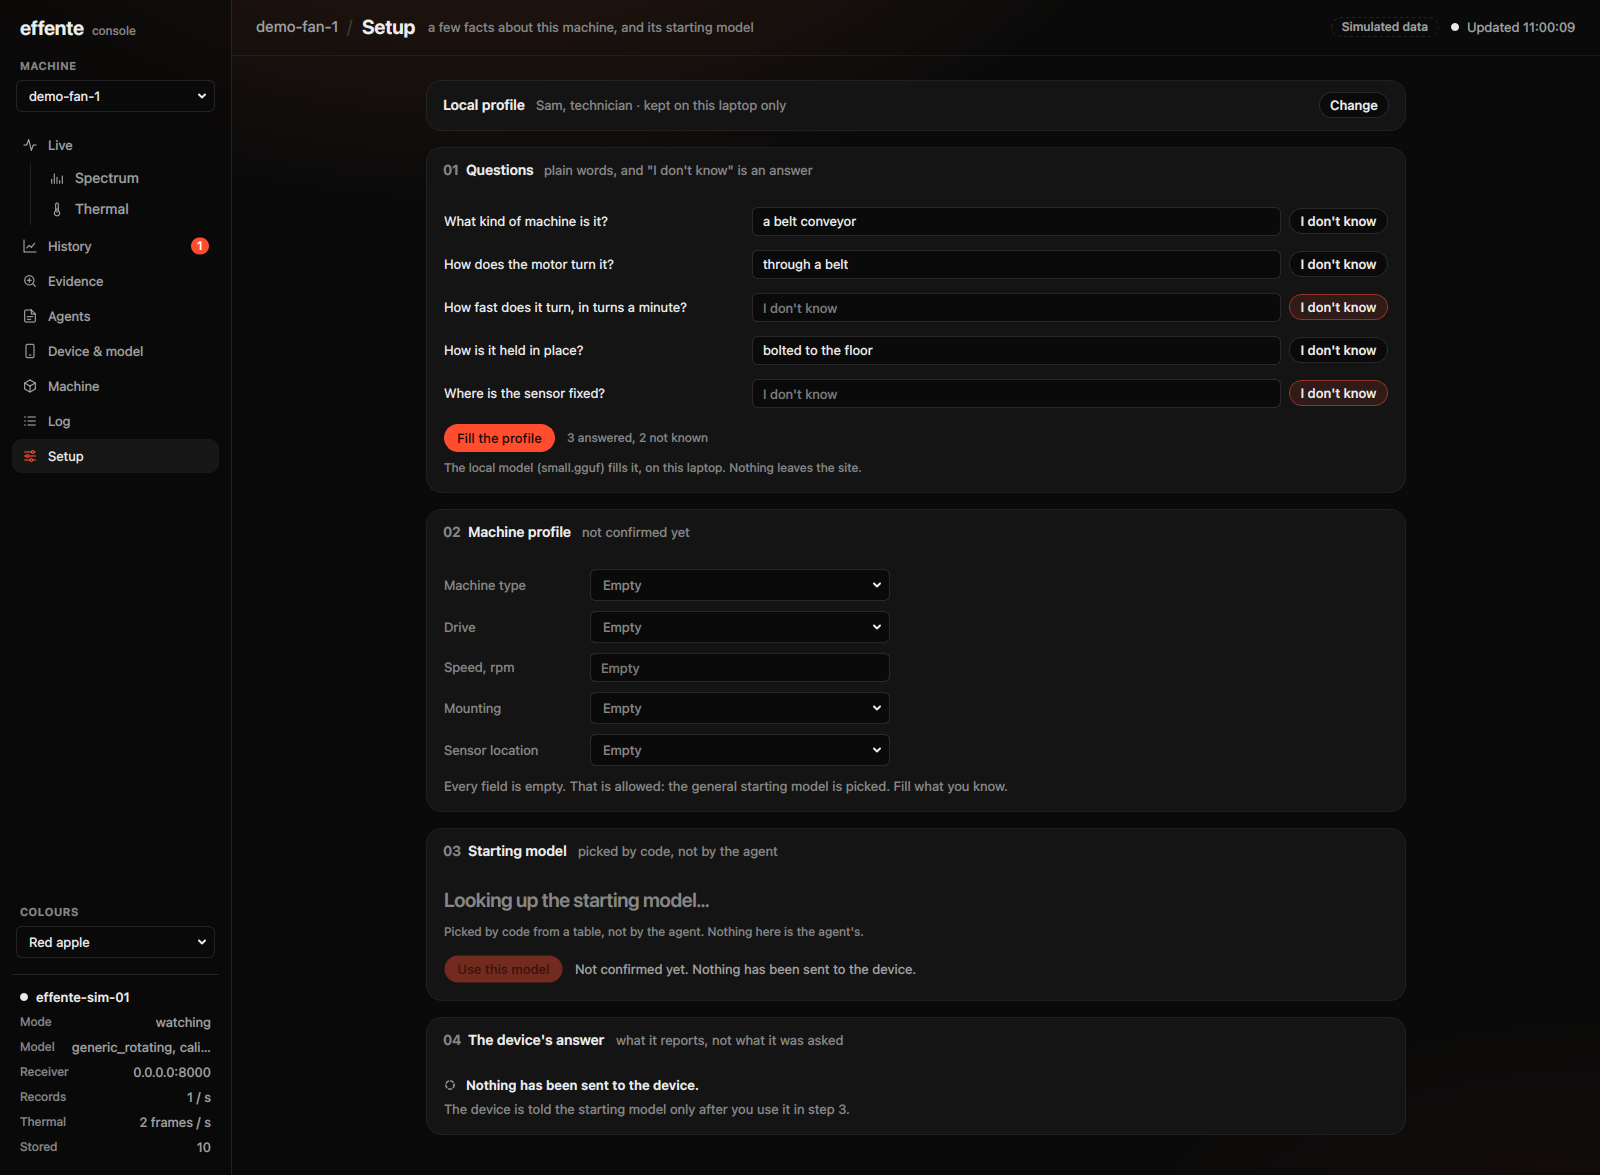 effente console
MACHINE
demo-fan-1
Live
Spectrum
Thermal
History 1
Evidence
Agents
Device & model
Machine
Log
Setup
COLOURS
Red apple
effente-sim-01
Mode watching
Model generic_rotating, cali...
Receiver 0.0.0.0:8000
Records 1 / s
Thermal 2 frames / s
Stored 10
demo-fan-1 / Setup a few facts about this machine, and its starting model
Simulated data Updated 11:00:09
Local profile Sam, technician · kept on this laptop only Change
01 Questions plain words, and "I don't know" is an answer
What kind of machine is it? a belt conveyor I don't know
How does the motor turn it? through a belt I don't know
How fast does it turn, in turns a minute? I don't know I don't know
How is it held in place? bolted to the floor I don't know
Where is the sensor fixed? I don't know I don't know
Fill the profile 3 answered, 2 not known
The local model (small.gguf) fills it, on this laptop. Nothing leaves the site.
02 Machine profile not confirmed yet
Machine type Empty
Drive Empty
Speed, rpm Empty
Mounting Empty
Sensor location Empty
Every field is empty. That is allowed: the general starting model is picked. Fill what you know.
03 Starting model picked by code, not by the agent
Looking up the starting model...
Picked by code from a table, not by the agent. Nothing here is the agent's.
Use this model Not confirmed yet. Nothing has been sent to the device.
04 The device's answer what it reports, not what it was asked
Nothing has been sent to the device.
The device is told the starting model only after you use it in step 3.